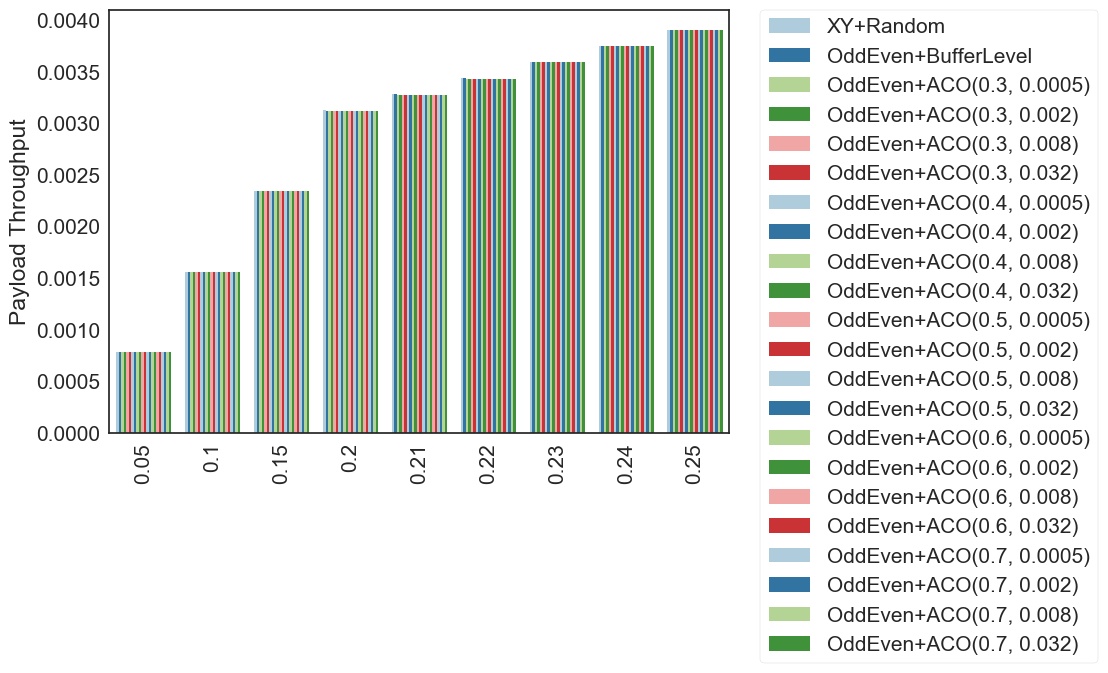 Payload Throughput
0.0040
0.0035
0.0030
0.0025
0.0020
0.0015
0.0010
0.0005
0.0000
0.05
0.1
0.15
0.2
0.21
0.22
0.23
0.24
0.25
XY+Random
OddEven+BufferLevel
OddEven+ACO(0.3, 0.0005)
OddEven+ACO(0.3, 0.002)
OddEven+ACO(0.3, 0.008)
OddEven+ACO(0.3, 0.032)
OddEven+ACO(0.4, 0.0005)
OddEven+ACO(0.4, 0.002)
OddEven+ACO(0.4, 0.008)
OddEven+ACO(0.4, 0.032)
OddEven+ACO(0.5, 0.0005)
OddEven+ACO(0.5, 0.002)
OddEven+ACO(0.5, 0.008)
OddEven+ACO(0.5, 0.032)
OddEven+ACO(0.6, 0.0005)
OddEven+ACO(0.6, 0.002)
OddEven+ACO(0.6, 0.008)
OddEven+ACO(0.6, 0.032)
OddEven+ACO(0.7, 0.0005)
OddEven+ACO(0.7, 0.002)
OddEven+ACO(0.7, 0.008)
OddEven+ACO(0.7, 0.032)